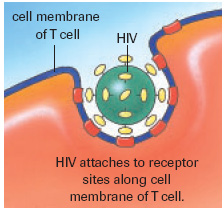 cell membrane
of T cell
HIV
HIV attaches to receptor
sites along cell
membrane of T cell.